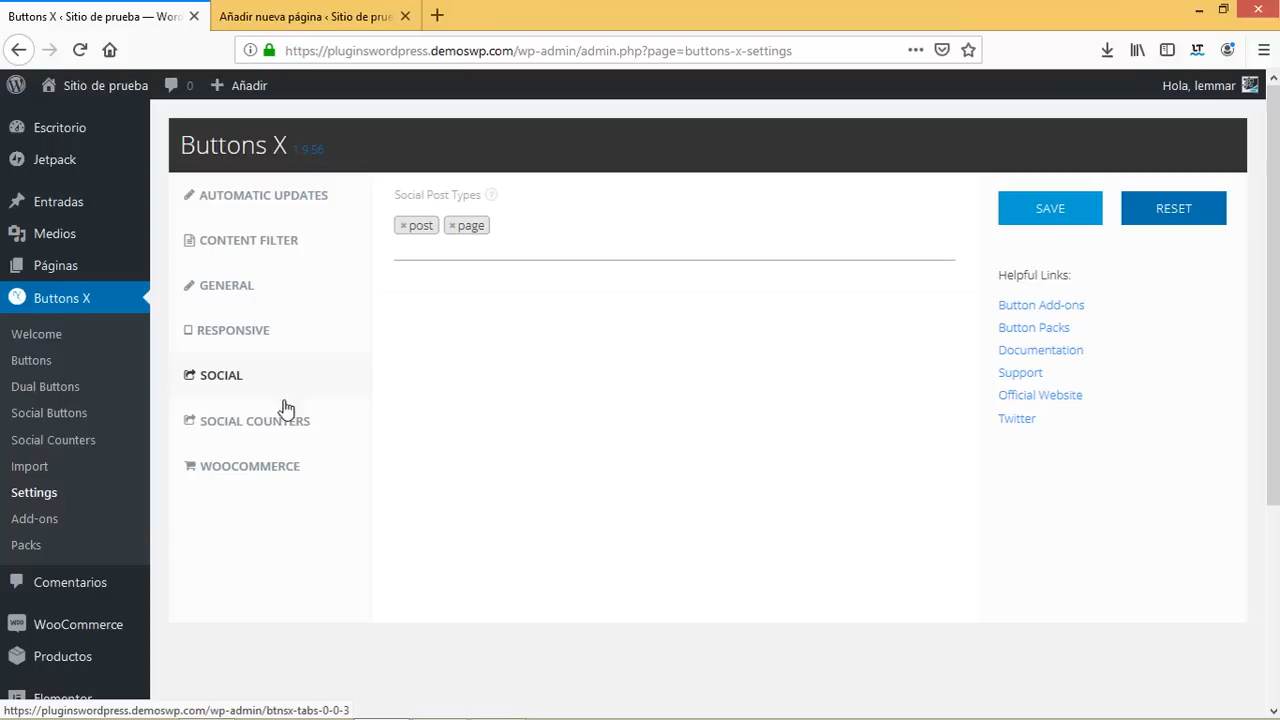 Buttons X ‹ Sitio de prueba — Wor
Añadir nueva página ‹ Sitio de prue
https://pluginswordpress.demoswp.com/wp-admin/admin.php?page=buttons-x-settings
Sitio de prueba
0
Añadir
Hola, lemmar
Escritorio
Jetpack
Entradas
Medios
Páginas
Buttons X
Welcome
Buttons
Dual Buttons
Social Buttons
Social Counters
Import
Settings
Add-ons
Packs
Comentarios
WooCommerce
Productos
Elementor
Buttons X 1.9.56
AUTOMATIC UPDATES
CONTENT FILTER
GENERAL
RESPONSIVE
SOCIAL
SOCIAL COUNTERS
WOOCOMMERCE
Social Post Types ?
× post × page
SAVE
RESET
Helpful Links:
Button Add-ons
Button Packs
Documentation
Support
Official Website
Twitter
https://pluginswordpress.demoswp.com/wp-admin/btnsx-tabs-0-0-3